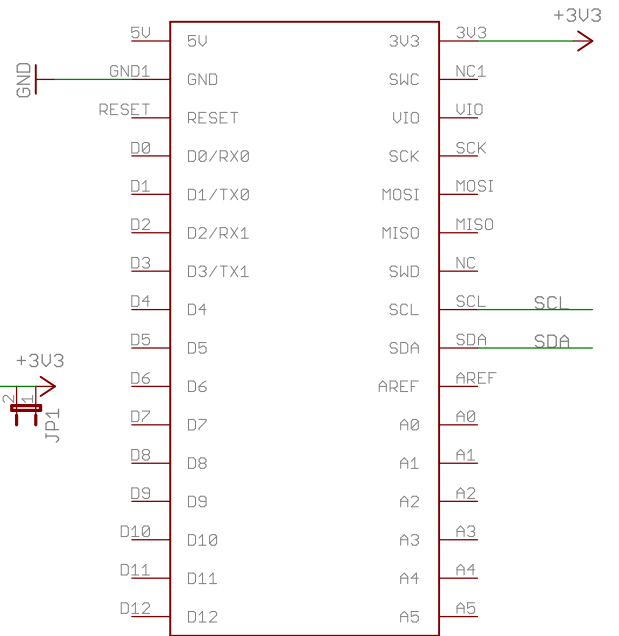 +3V3
5V 5V 3V3 3V3
GND GND1 GND SWC NC1
RESET RESET VIO VIO
D0 D0/RX0 SCK SCK
D1 D1/TX0 MOSI MOSI
D2 D2/RX1 MISO MISO
D3 D3/TX1 SWD NC
D4 D4 SCL SCL SCL
D5 D5 SDA SDA SDA
+3V3
D6 D6 AREF AREF
2 1
JP1
D7 D7 A0 A0
D8 D8 A1 A1
D9 D9 A2 A2
D10 D10 A3 A3
D11 D11 A4 A4
D12 D12 A5 A5